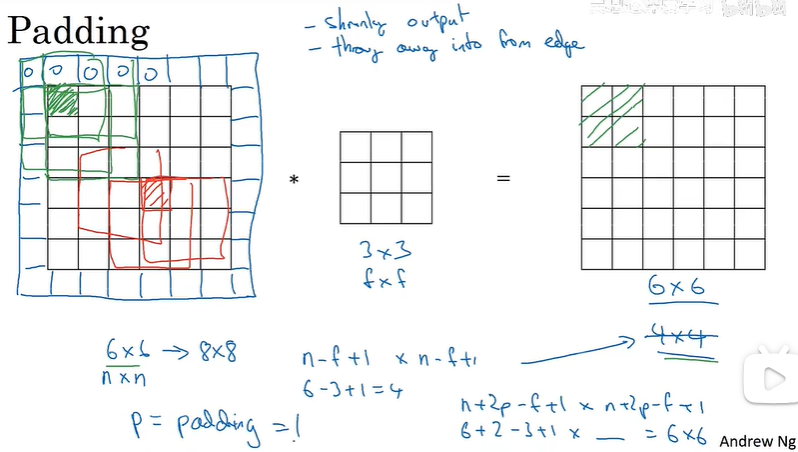 Padding
- shrinky output
- throw away info from edge
0 0 0 0 0
*
=
3 × 3
f × f
6 × 6
4 × 4
6 × 6 → 8 × 8
n × n
n-f+1 × n-f+1
6-3+1=4
p = padding = 1
n+2p-f+1 × n+2p-f+1
6+2-3+1 × __ = 6×6
Andrew Ng